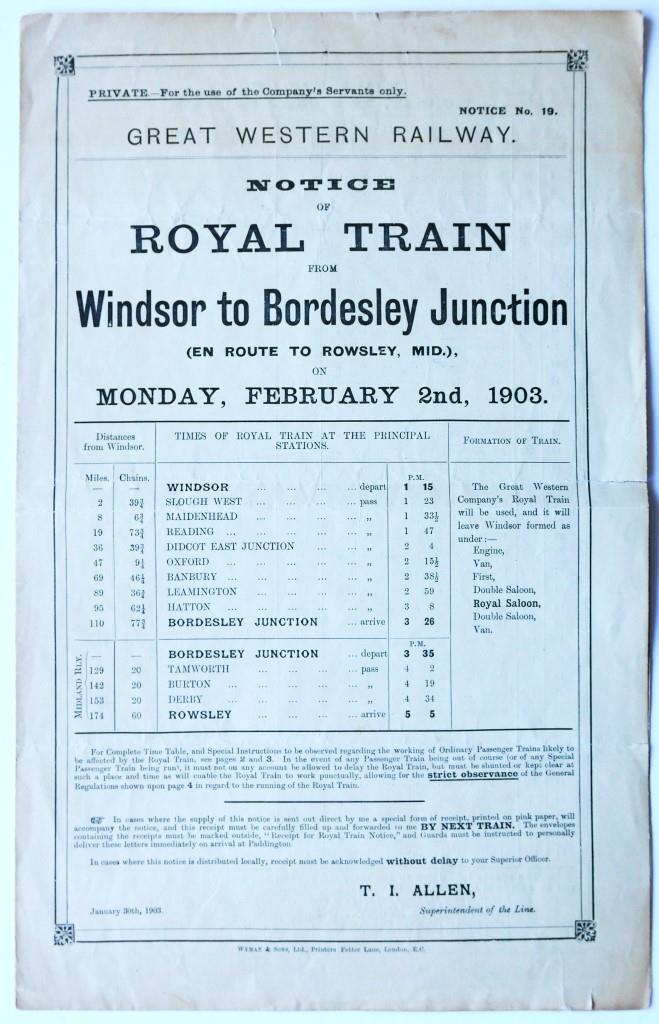 PRIVATE.—For the use of the Company's Servants only.
NOTICE No. 19.
GREAT WESTERN RAILWAY.
NOTICE
OF
ROYAL TRAIN
FROM
Windsor to Bordesley Junction
(EN ROUTE TO ROWSLEY, MID.),
ON
MONDAY, FEBRUARY 2nd, 1903.
Distances from Windsor. TIMES OF ROYAL TRAIN AT THE PRINCIPAL STATIONS. FORMATION OF TRAIN.
Miles. Chains. P.M.
— — WINDSOR ... ... ... ... depart 1 15
2 39¾ SLOUGH WEST ... ... ... ... pass 1 23
8 6¾ MAIDENHEAD ... ... ... ,, 1 33½
19 73¾ READING ... ... ... ... ,, 1 47
36 39¾ DIDCOT EAST JUNCTION ... ... ,, 2 4
47 9¼ OXFORD ... ... ... ... ,, 2 15½
69 46¼ BANBURY ... ... ... ... ,, 2 38½
89 36¾ LEAMINGTON ... ... ... ,, 2 59
95 62¼ HATTON ... ... ... ... ,, 3 8
110 77¾ BORDESLEY JUNCTION ... arrive 3 26
The Great Western
Company's Royal Train
will be used, and it will
leave Windsor formed as
under:—
Engine,
Van,
First,
Double Saloon,
Royal Saloon,
Double Saloon,
Van.
MIDLAND RLY.
P.M.
— — BORDESLEY JUNCTION ... depart 3 35
129 20 TAMWORTH ... ... ... ... pass 4 2
142 20 BURTON ... ... ... ... ,, 4 19
153 20 DERBY ... ... ... ... ,, 4 34
174 60 ROWSLEY ... ... ... arrive 5 5
For Complete Time Table, and Special Instructions to be observed regarding the working of Ordinary Passenger Trains likely to
be affected by the Royal Train, see pages 2 and 3. In the event of any Passenger Train being out of course (or of any Special
Passenger Train being run), it must not on any account be allowed to delay the Royal Train, but must be shunted or kept clear at
such a place and time as will enable the Royal Train to work punctually, allowing for the strict observance of the General
Regulations shewn upon page 4 in regard to the running of the Royal Train.
☞ In cases where the supply of this notice is sent out direct by me a special form of receipt, printed on pink paper, will
accompany the notice, and this receipt must be carefully filled up and forwarded to me BY NEXT TRAIN. The envelopes
containing the receipts must be marked outside, "Receipt for Royal Train Notice," and Guards must be instructed to personally
deliver these letters immediately on arrival at Paddington
In cases where this notice is distributed locally, receipt must be acknowledged without delay to your Superior Officer.
T. I. ALLEN,
January 30th, 1903. Superintendent of the Line.
WYMAN & SONS, Ltd., Printers Fetter Lane, London, E.C.